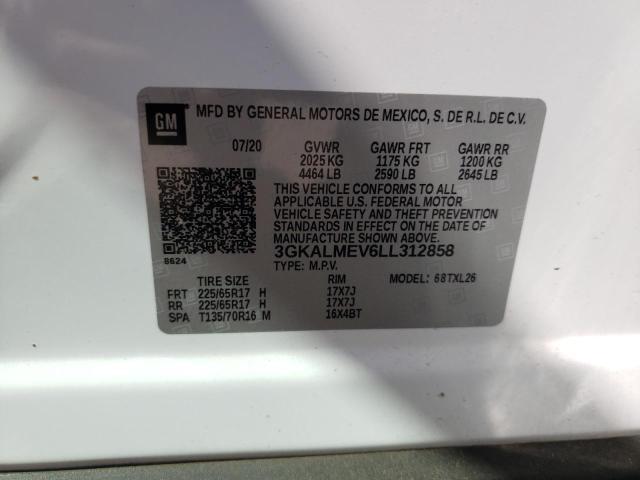 GM MFD BY GENERAL MOTORS DE MEXICO, S. DE R.L. DE C.V.
07/20 GVWR GAWR FRT GAWR RR
2025 KG 1175 KG 1200 KG
4464 LB 2590 LB 2645 LB
THIS VEHICLE CONFORMS TO ALL
APPLICABLE U.S. FEDERAL MOTOR
VEHICLE SAFETY AND THEFT PREVENTION
STANDARDS IN EFFECT ON THE DATE OF
MANUFACTURE SHOWN ABOVE.
3GKALMEV6LL312858
8624 TYPE: M.P.V. MODEL: 68TXL26
TIRE SIZE RIM
FRT 225/65R17 H 17X7J
RR 225/65R17 H 17X7J
SPA T135/70R16 M 16X4BT